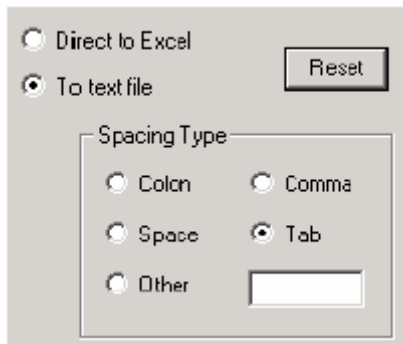 Direct to Excel
Reset
To text file
Spacing Type
Colon Comma
Space Tab
Other